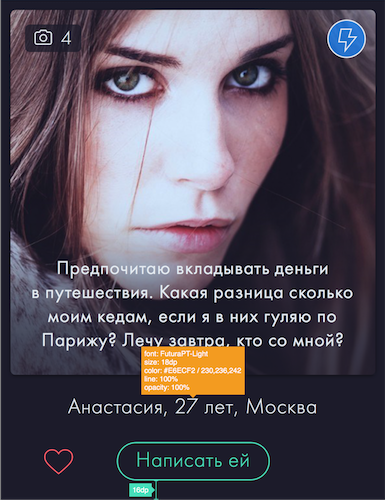 4
Предпочитаю вкладывать деньги
в путешествия. Какая разница сколько
моим кедам, если я в них гуляю по
Парижу? Лечу завтра, кто со мной?
font: FuturaPT-Light
size: 18dp
color: #E6ECF2 / 230,236,242
line: 100%
opacity: 100%
Анастасия, 27 лет, Москва
Написать ей
16dp